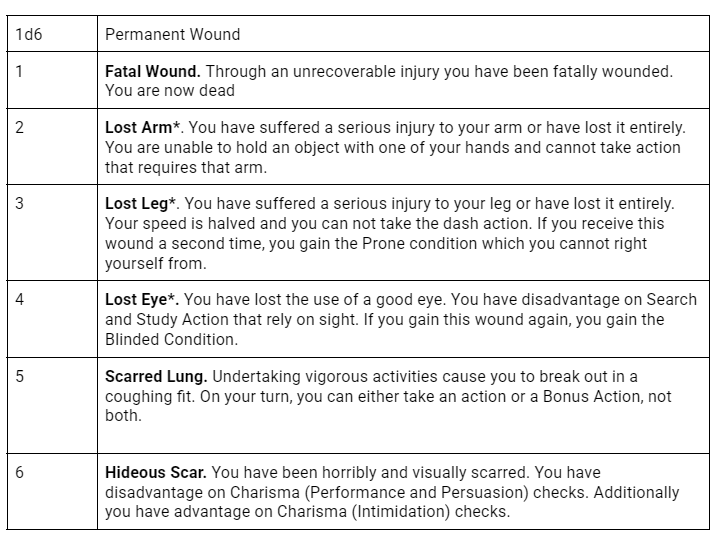 1d6 Permanent Wound
1 Fatal Wound. Through an unrecoverable injury you have been fatally wounded.
You are now dead
2 Lost Arm*. You have suffered a serious injury to your arm or have lost it entirely.
You are unable to hold an object with one of your hands and cannot take action
that requires that arm.
3 Lost Leg*. You have suffered a serious injury to your leg or have lost it entirely.
Your speed is halved and you can not take the dash action. If you receive this
wound a second time, you gain the Prone condition which you cannot right
yourself from.
4 Lost Eye*. You have lost the use of a good eye. You have disadvantage on Search
and Study Action that rely on sight. If you gain this wound again, you gain the
Blinded Condition.
5 Scarred Lung. Undertaking vigorous activities cause you to break out in a
coughing fit. On your turn, you can either take an action or a Bonus Action, not
both.
6 Hideous Scar. You have been horribly and visually scarred. You have
disadvantage on Charisma (Performance and Persuasion) checks. Additionally
you have advantage on Charisma (Intimidation) checks.